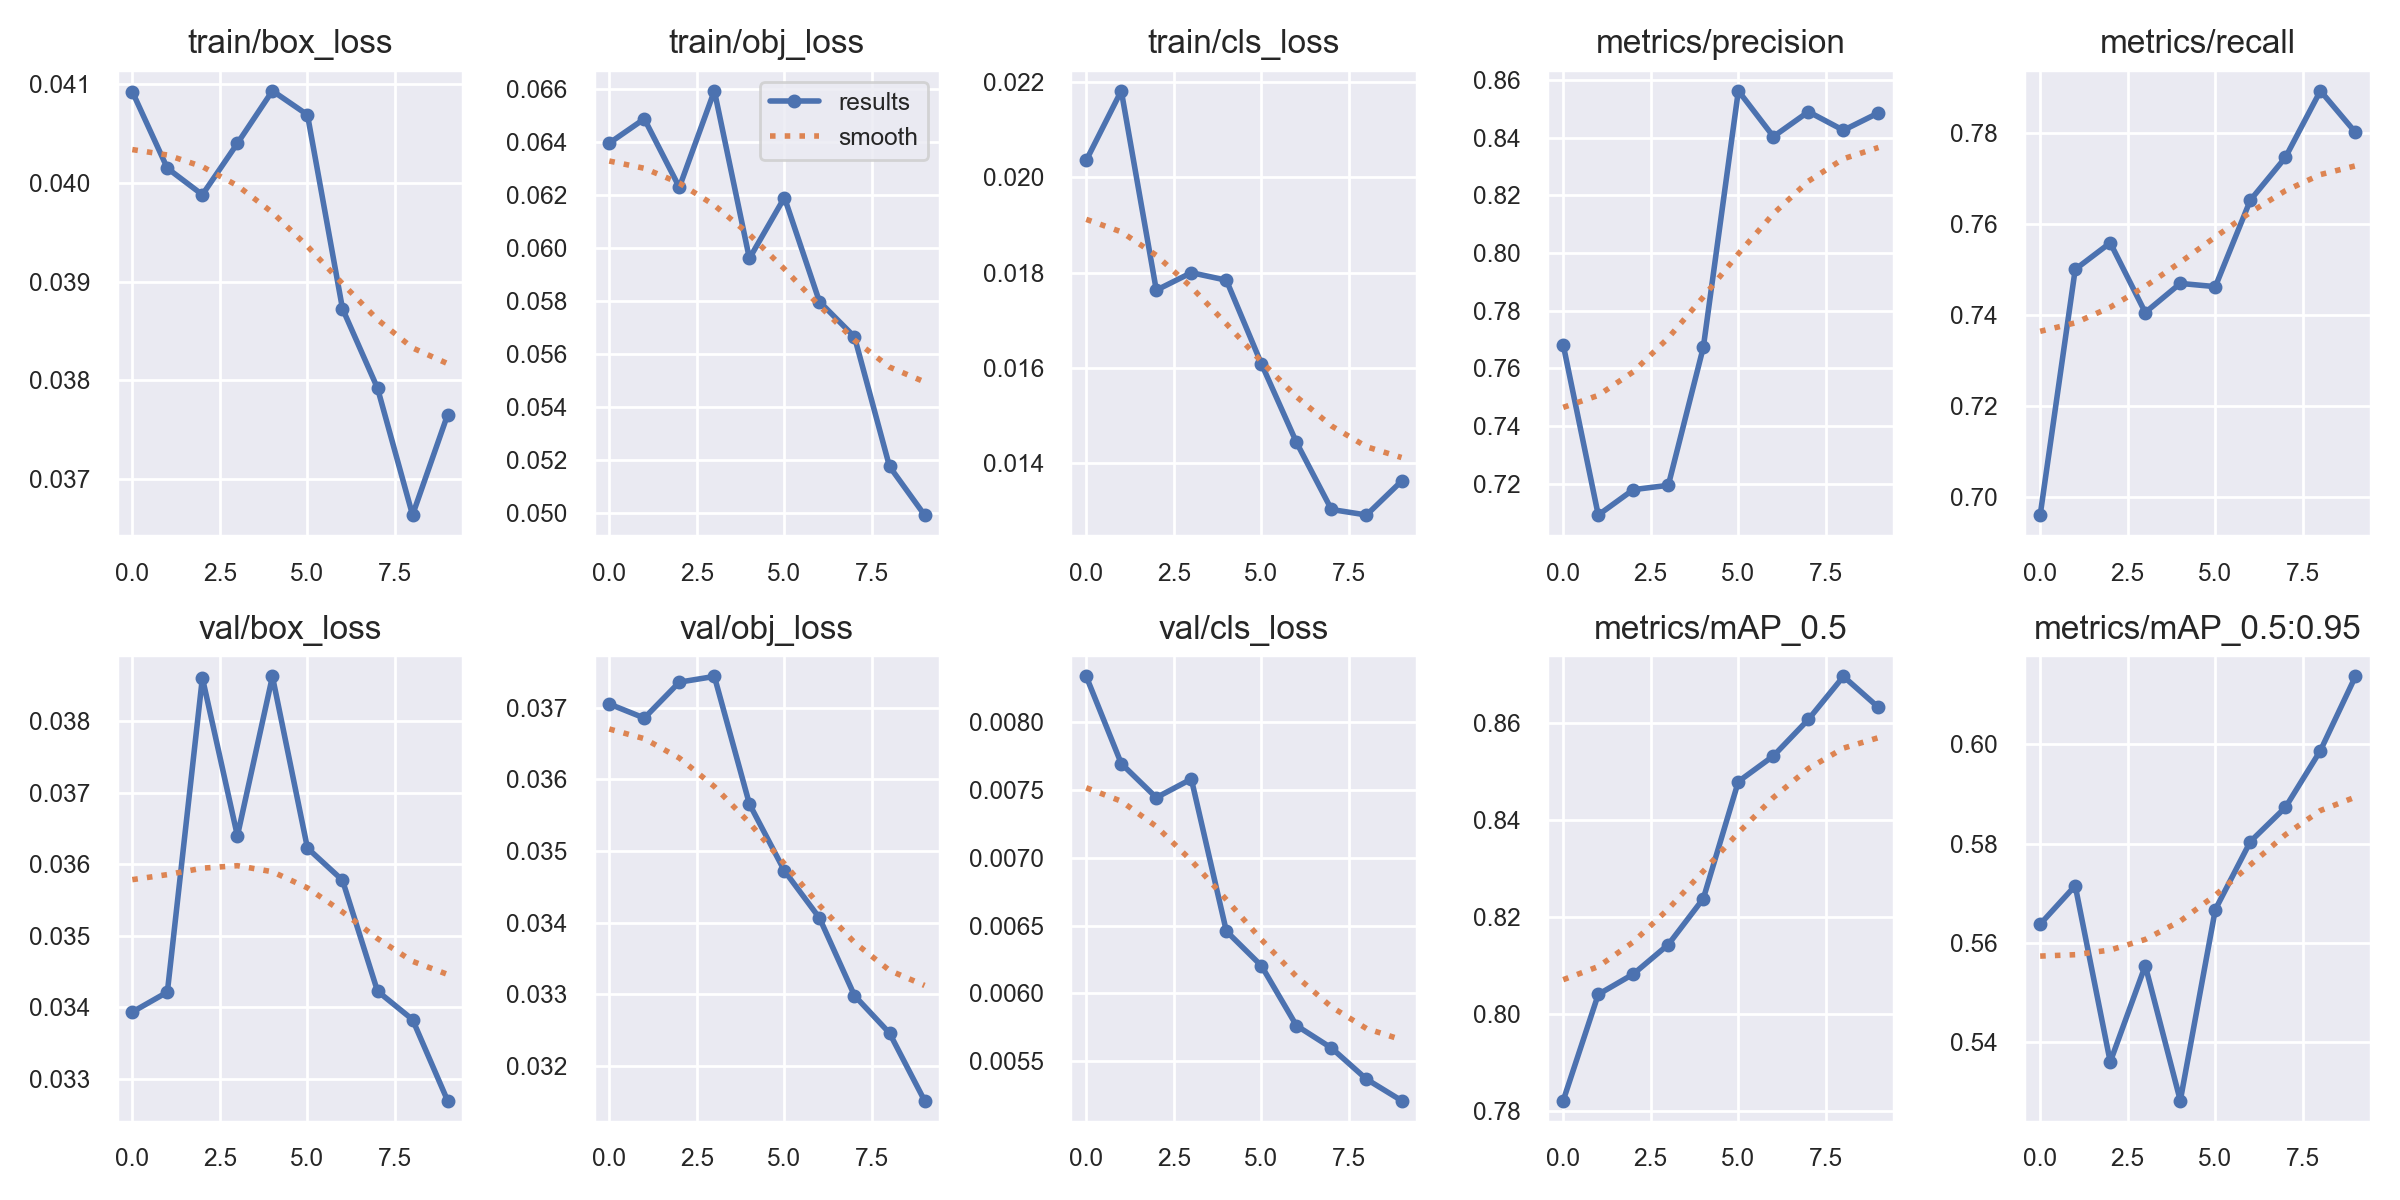 train/box_loss
0.041
0.040
0.039
0.038
0.037
0.0 2.5 5.0 7.5
train/obj_loss
results
smooth
0.066
0.064
0.062
0.060
0.058
0.056
0.054
0.052
0.050
0.0 2.5 5.0 7.5
train/cls_loss
0.022
0.020
0.018
0.016
0.014
0.0 2.5 5.0 7.5
metrics/precision
0.86
0.84
0.82
0.80
0.78
0.76
0.74
0.72
0.0 2.5 5.0 7.5
metrics/recall
0.78
0.76
0.74
0.72
0.70
0.0 2.5 5.0 7.5
val/box_loss
0.038
0.037
0.036
0.035
0.034
0.033
0.0 2.5 5.0 7.5
val/obj_loss
0.037
0.036
0.035
0.034
0.033
0.032
0.0 2.5 5.0 7.5
val/cls_loss
0.0080
0.0075
0.0070
0.0065
0.0060
0.0055
0.0 2.5 5.0 7.5
metrics/mAP_0.5
0.86
0.84
0.82
0.80
0.78
0.0 2.5 5.0 7.5
metrics/mAP_0.5:0.95
0.60
0.58
0.56
0.54
0.0 2.5 5.0 7.5